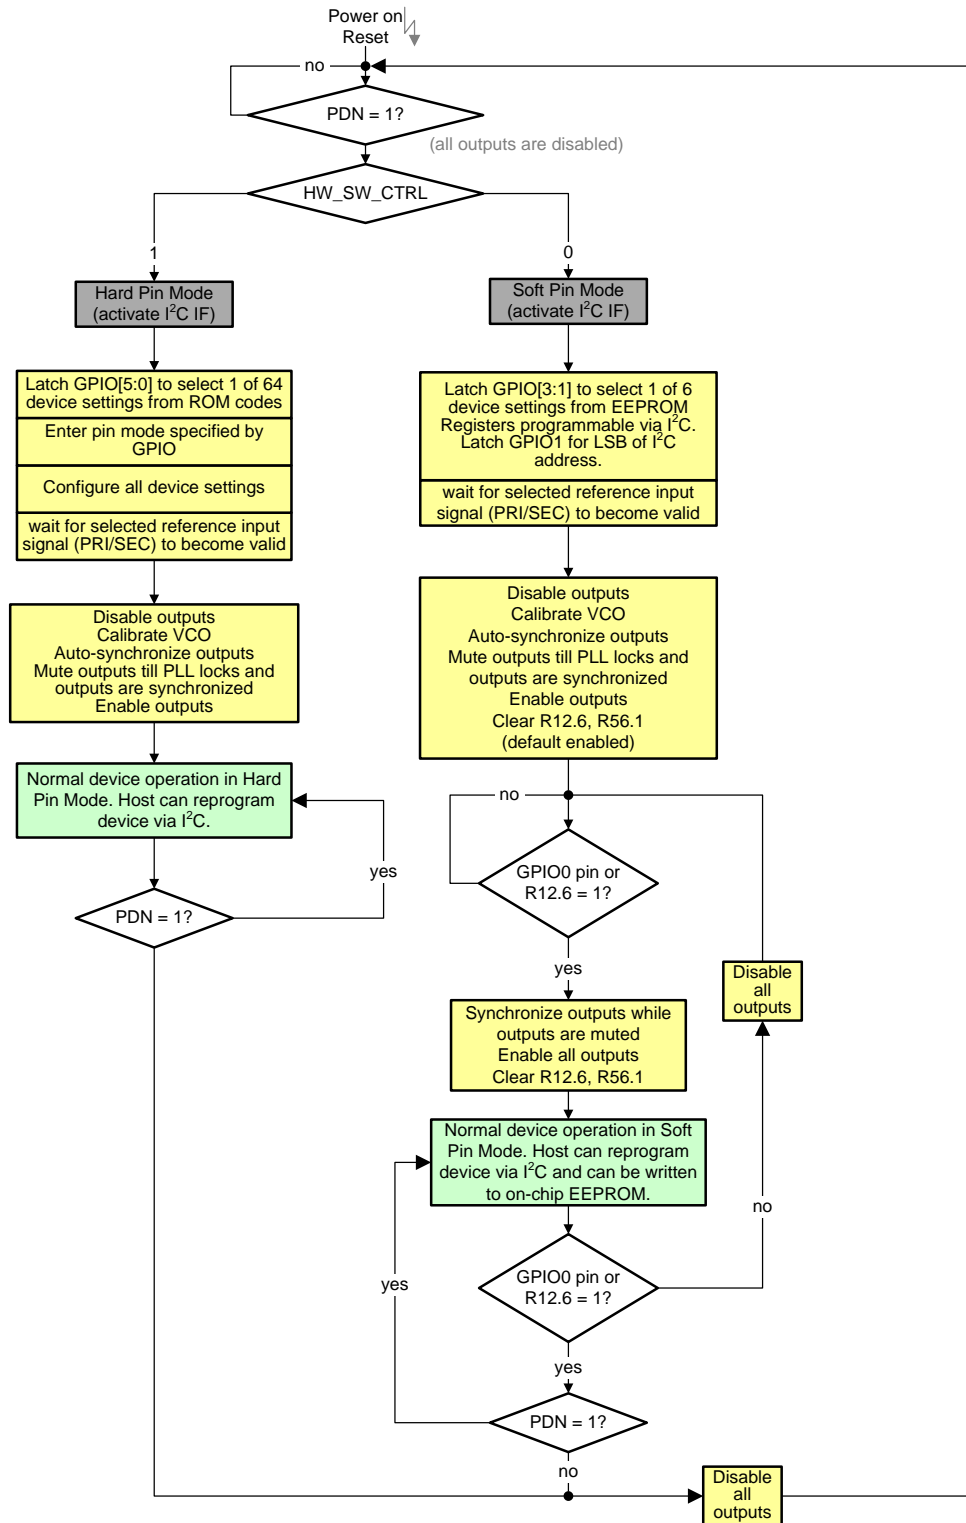 Power on
Reset
no
PDN = 1?
(all outputs are disabled)
HW_SW_CTRL
1
0
Hard Pin Mode
(activate I²C IF)
Soft Pin Mode
(activate I²C IF)
Latch GPIO[5:0] to select 1 of 64
device settings from ROM codes
Enter pin mode specified by
GPIO
Configure all device settings
wait for selected reference input
signal (PRI/SEC) to become valid
Latch GPIO[3:1] to select 1 of 6
device settings from EEPROM
Registers programmable via I²C.
Latch GPIO1 for LSB of I²C
address.
wait for selected reference input
signal (PRI/SEC) to become valid
Disable outputs
Calibrate VCO
Auto-synchronize outputs
Mute outputs till PLL locks and
outputs are synchronized
Enable outputs
Disable outputs
Calibrate VCO
Auto-synchronize outputs
Mute outputs till PLL locks and
outputs are synchronized
Enable outputs
Clear R12.6, R56.1
(default enabled)
Normal device operation in Hard
Pin Mode. Host can reprogram
device via I²C.
yes
PDN = 1?
no
GPIO0 pin or
R12.6 = 1?
yes
Disable
all
outputs
Synchronize outputs while
outputs are muted
Enable all outputs
Clear R12.6, R56.1
Normal device operation in Soft
Pin Mode. Host can reprogram
device via I²C and can be written
to on-chip EEPROM.
no
GPIO0 pin or
R12.6 = 1?
yes
yes
PDN = 1?
no
Disable
all
outputs